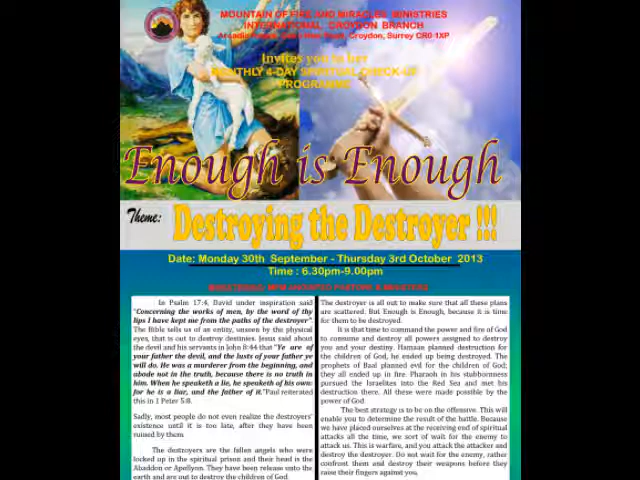 MOUNTAIN OF FIRE AND MIRACLES MINISTRIES
INTERNATIONAL CROYDON BRANCH
Croydon, Surrey CR0 1XP
Invites you to her
MONTHLY 4-DAY SPIRITUAL CHECK-UP
PROGRAMME
Enough is Enough
Theme: Destroying the Destroyer !!!
Date: Monday 30th September - Thursday 3rd October 2013
Time : 6.30pm-9.00pm
MINISTERING: MFM ANOINTED PASTORS & MINISTERS
In Psalm 17:4, David under inspiration said
"Concerning the works of men, by the word of thy
lips I have kept me from the paths of the destroyer".
The Bible tells us of an entity, unseen by the physical
eyes, that is out to destroy destinies. Jesus said about
the devil and his servants in John 8:44 that "Ye are of
your father the devil, and the lusts of your father ye
will do. He was a murderer from the beginning, and
abode not in the truth, because there is no truth in
him. When he speaketh a lie, he speaketh of his own:
for he is a liar, and the father of it." Paul reiterated
this in 1 Peter 5:8.
Sadly, most people do not even realize the destroyers'
existence until it is too late, after they have been
ruined by them.
The destroyers are the fallen angels who were
locked up in the spiritual prison and their head is the
Abaddon or Apollyon. They have been release unto the
earth and are out to destroy the children of God.
The destroyer is all out to make sure that all these plans
are scattered. But Enough is Enough, because it is time
for them to be destroyed.
It is that time to command the power and fire of God
to consume and destroy all powers assigned to destroy
you and your destiny. Haman planned destruction for
the children of God, he ended up being destroyed. The
prophets of Baal planned evil for the children of God;
they all ended up in fire. Pharaoh in his stubbornness
pursued the Israelites into the Red Sea and met his
destruction there. All these were made possible by the
power of God.
The best strategy is to be on the offensive. This will
enable you to determine the result of the battle. Because
we have placed ourselves at the receiving end of spiritual
attacks all the time, we sort of wait for the enemy to
attack us. This is warfare, and you attack the attacker and
destroy the destroyer. Do not wait for the enemy, rather
confront them and destroy their weapons before they
raise their fingers against you.